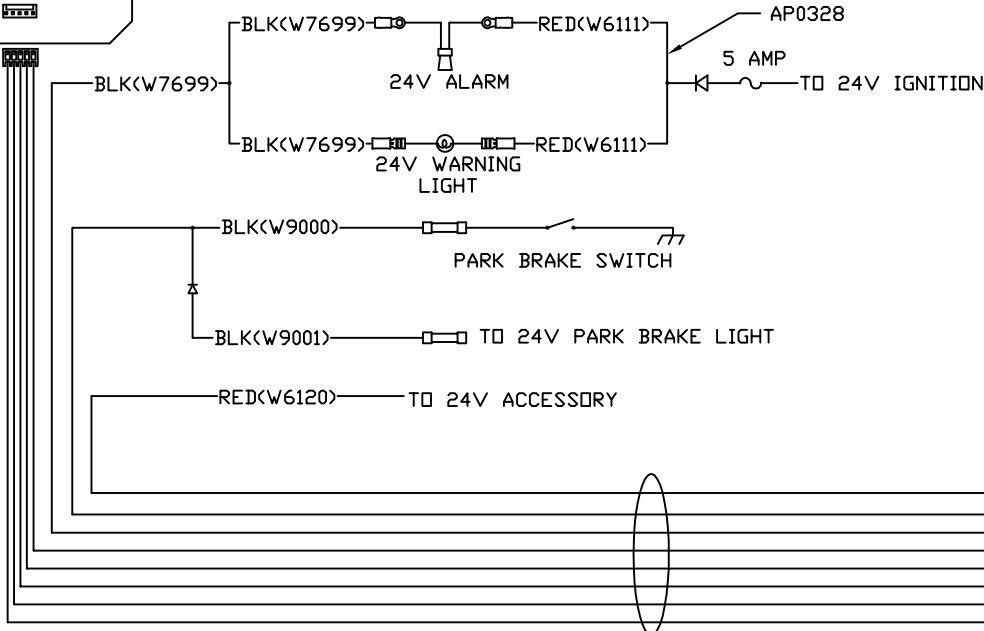 BLK(W7699)
RED(W6111)
AP0328
24V ALARM
5 AMP
BLK(W7699)
TO 24V IGNITION
BLK(W7699)
RED(W6111)
24V WARNING
LIGHT
BLK(W9000)
PARK BRAKE SWITCH
BLK(W9001)
TO 24V PARK BRAKE LIGHT
RED(W6120)
TO 24V ACCESSORY